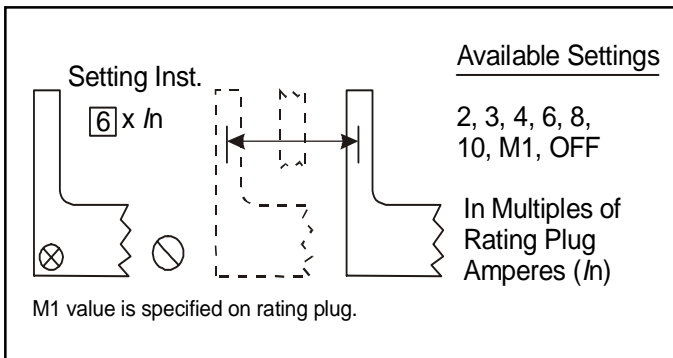 Setting Inst.
6 x In
Available Settings
2, 3, 4, 6, 8,
10, M1, OFF
In Multiples of
Rating Plug
Amperes (In)
M1 value is specified on rating plug.